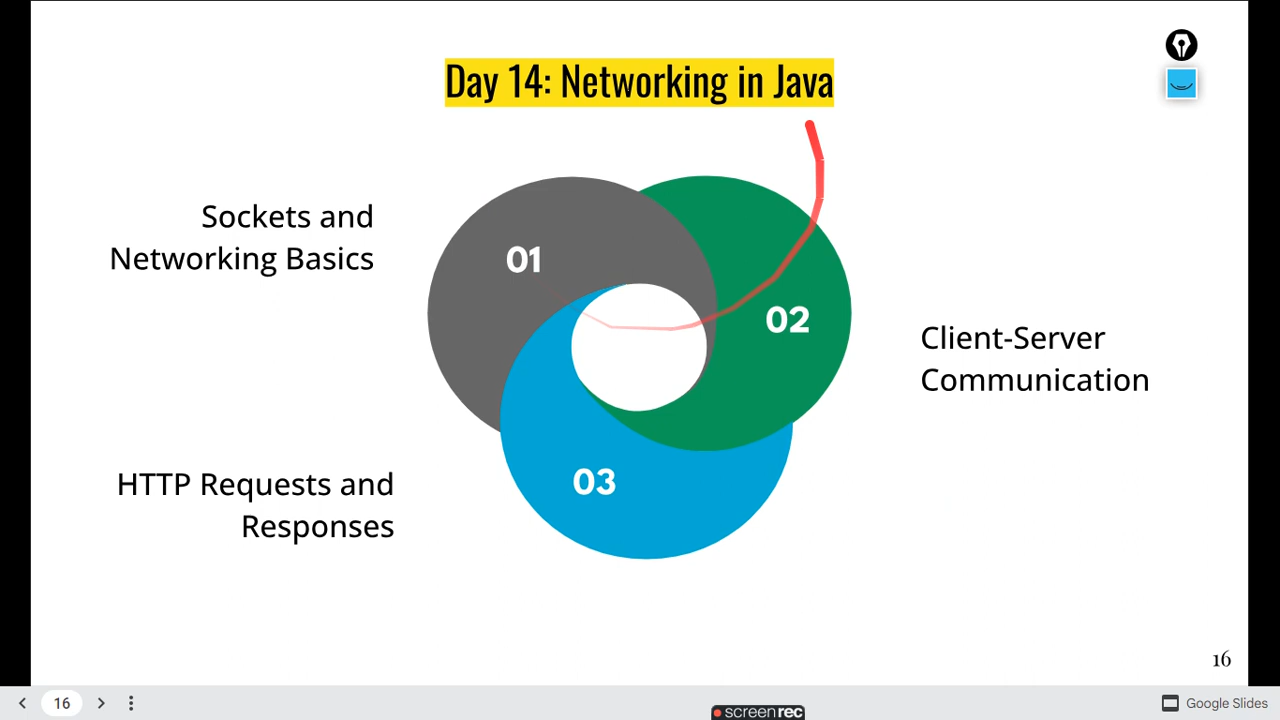 Day 14: Networking in Java
Sockets and
Networking Basics
01
02
Client-Server
Communication
03
HTTP Requests and
Responses
16
16
Google Slides
screenrec